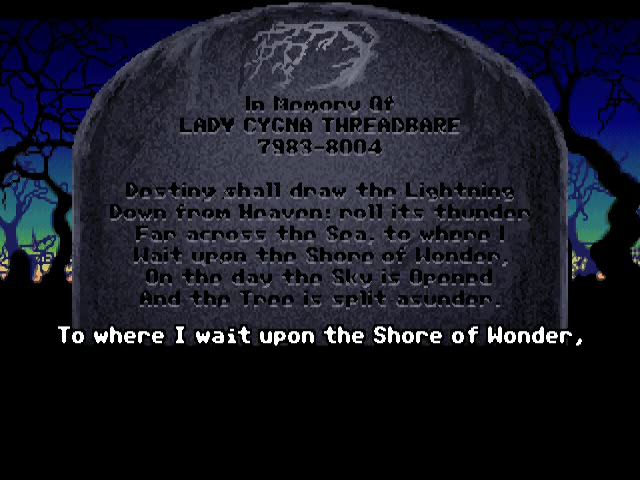 In Memory Of
LADY CYGNA THREADBARE
7983-8004
Destiny shall draw the Lightning
Down from Heaven; roll its thunder
Far across the Sea, to where I
Wait upon the Shore of Wonder,
On the day the Sky is Opened
And the Tree is split asunder.
To where I wait upon the Shore of Wonder,